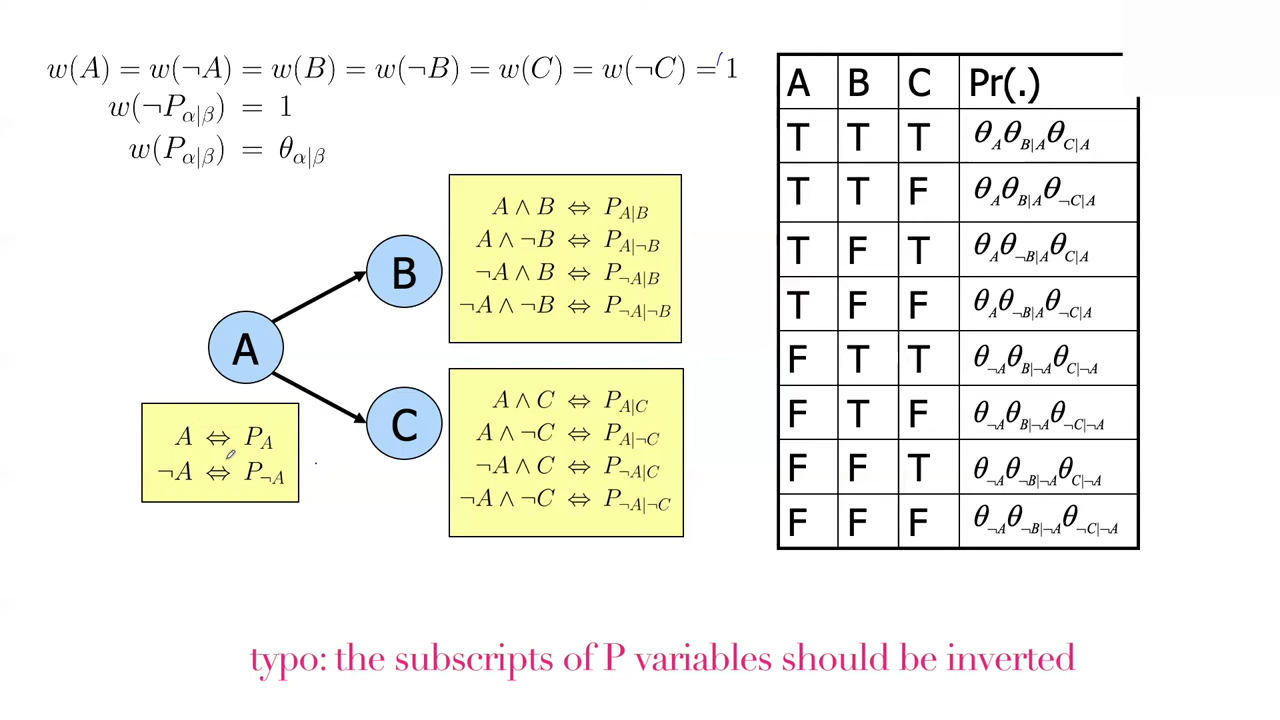 w(A) = w(¬A) = w(B) = w(¬B) = w(C) = w(¬C) = 1
w(¬P_{α|β}) = 1
w(P_{α|β}) = θ_{α|β}
A
B
C
A ⇔ P_A
¬A ⇔ P_{¬A}
A ∧ B ⇔ P_{A|B}
A ∧ ¬B ⇔ P_{A|¬B}
¬A ∧ B ⇔ P_{¬A|B}
¬A ∧ ¬B ⇔ P_{¬A|¬B}
A ∧ C ⇔ P_{A|C}
A ∧ ¬C ⇔ P_{A|¬C}
¬A ∧ C ⇔ P_{¬A|C}
¬A ∧ ¬C ⇔ P_{¬A|¬C}
A B C Pr(.)
T T T θ_A θ_{B|A} θ_{C|A}
T T F θ_A θ_{B|A} θ_{¬C|A}
T F T θ_A θ_{¬B|A} θ_{C|A}
T F F θ_A θ_{¬B|A} θ_{¬C|A}
F T T θ_{¬A} θ_{B|¬A} θ_{C|¬A}
F T F θ_{¬A} θ_{B|¬A} θ_{¬C|¬A}
F F T θ_{¬A} θ_{¬B|¬A} θ_{C|¬A}
F F F θ_{¬A} θ_{¬B|¬A} θ_{¬C|¬A}
typo: the subscripts of P variables should be inverted